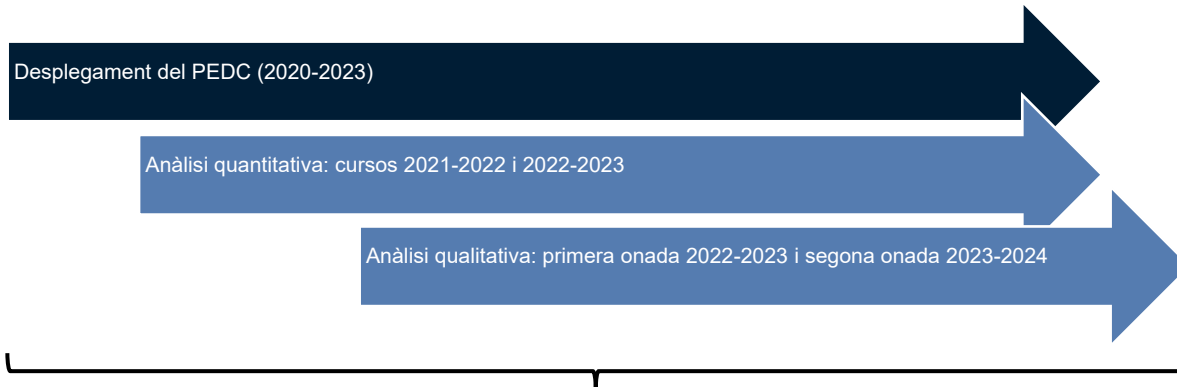 Desplegament del PEDC (2020-2023)
Anàlisi quantitativa: cursos 2021-2022 i 2022-2023
Anàlisi qualitativa: primera onada 2022-2023 i segona onada 2023-2024